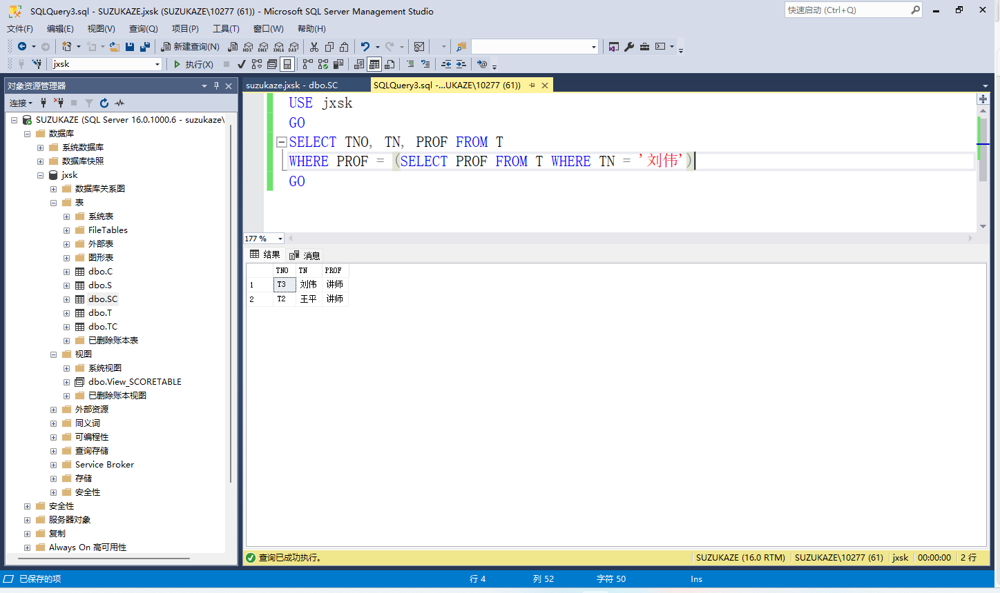 SQLQuery3.sql - SUZUKAZE.jxsk (SUZUKAZE\10277 (61)) - Microsoft SQL Server Management Studio
快速启动 (Ctrl+Q)
文件(F) 编辑(E) 视图(V) 查询(Q) 项目(P) 工具(T) 窗口(W) 帮助(H)
新建查询(N) MDX DMX XMLA DAX
jxsk 执行(X)
对象资源管理器
连接
SUZUKAZE (SQL Server 16.0.1000.6 - suzukaze\
数据库
系统数据库
数据库快照
jxsk
数据库关系图
表
系统表
FileTables
外部表
图形表
dbo.C
dbo.S
dbo.SC
dbo.T
dbo.TC
已删除账本表
视图
系统视图
dbo.View_SCORETABLE
已删除账本视图
外部资源
同义词
可编程性
查询存储
Service Broker
存储
安全性
安全性
服务器对象
复制
Always On 高可用性
suzukaze.jxsk - dbo.SC
SQLQuery3.sql -...UKAZE\10277 (61))
USE jxsk
GO
SELECT TNO, TN, PROF FROM T
WHERE PROF = (SELECT PROF FROM T WHERE TN = '刘伟')
GO
177 %
结果 消息
TNO TN PROF
1 T3 刘伟 讲师
2 T2 王平 讲师
查询已成功执行。
SUZUKAZE (16.0 RTM) SUZUKAZE\10277 (61) jxsk 00:00:00 2 行
已保存的项 行 4 列 52 字符 50 Ins